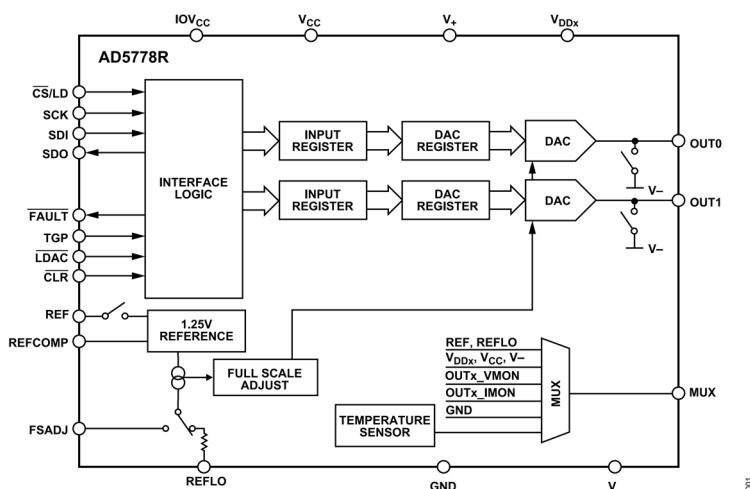 IOVCC VCC V+ VDDx
AD5778R
CS/LD
SCK
SDI
SDO
FAULT
TGP
LDAC
CLR
REF
REFCOMP
FSADJ
INTERFACE
LOGIC
INPUT
REGISTER
DAC
REGISTER
DAC
OUT0
V–
INPUT
REGISTER
DAC
REGISTER
DAC
OUT1
V–
1.25V
REFERENCE
FULL SCALE
ADJUST
REF, REFLO
VDDx, VCC, V–
OUTx_VMON
OUTx_IMON
GND
TEMPERATURE
SENSOR
MUX
MUX
REFLO
GND
V